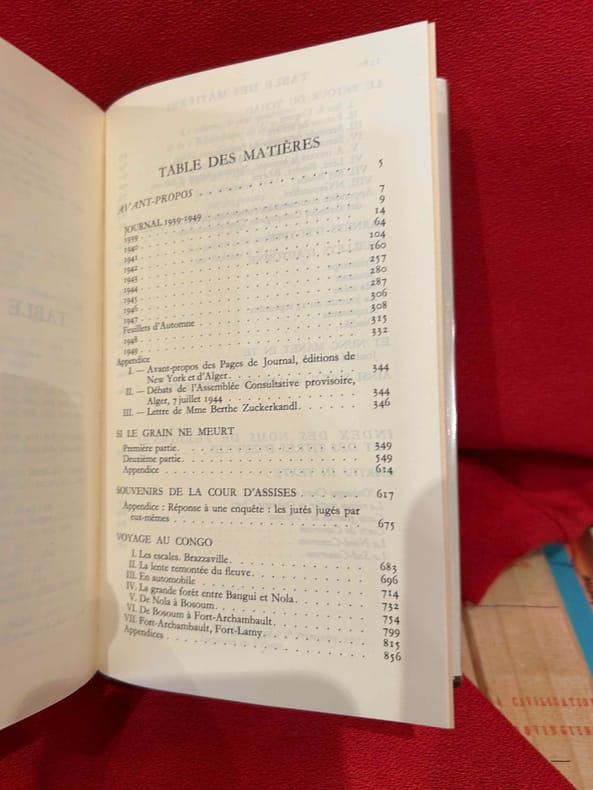 TABLE DES MATIÈRES
AVANT-PROPOS . . . 5
JOURNAL 1939-1949 . . . 7
1939 . . . 9
1940 . . . 14
1941 . . . 64
1942 . . . 104
1943 . . . 160
1944 . . . 257
1945 . . . 280
1946 . . . 287
1947 . . . 306
Feuillets d'Automne . . . 308
1948 . . . 315
1949 . . . 332
Appendice
I. — Avant-propos des Pages de Journal, éditions de
New York et d'Alger. . . . 344
II. — Débats de l'Assemblée Consultative provisoire,
Alger, 7 juillet 1944 . . . 344
III. — Lettre de Mme Berthe Zuckerkandl. . . . 346
SI LE GRAIN NE MEURT
Première partie. . . . 349
Deuxième partie. . . . 549
Appendice . . . 614
SOUVENIRS DE LA COUR D'ASSISES. . . . 617
Appendice : Réponse à une enquête : les jurés jugés par
eux-mêmes . . . 675
VOYAGE AU CONGO
I. Les escales. Brazzaville. . . . 683
II. La lente remontée du fleuve. . . . 696
III. En automobile . . . 714
IV. La grande forêt entre Bangui et Nola. . . . 732
V. De Nola à Bosoum . . . 754
VI. De Bosoum à Fort-Archambault . . . 799
VII. Fort-Archambault, Fort-Lamy . . . 815
Appendices . . . 856